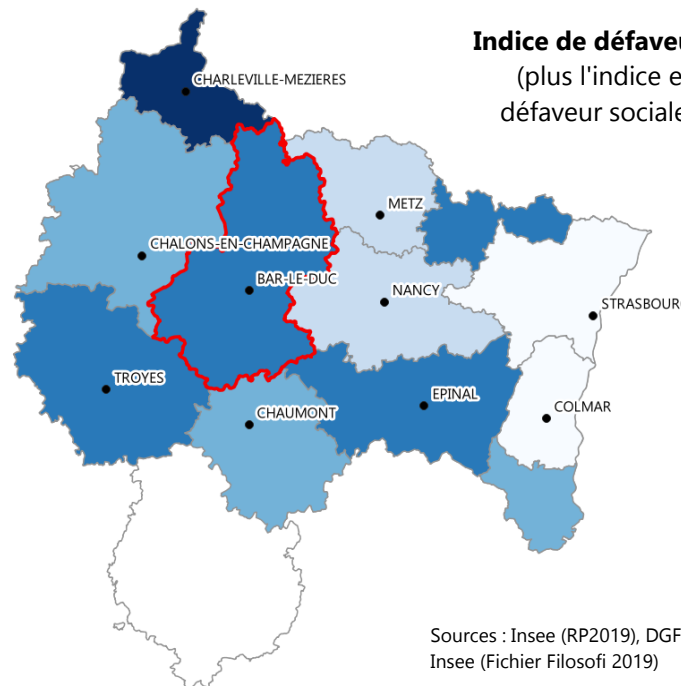 Indice de défaveu
(plus l'indice e
défaveur sociale
CHARLEVILLE-MEZIERES
METZ
CHALONS-EN-CHAMPAGNE
BAR-LE-DUC
NANCY
STRASBOUR
TROYES
EPINAL
CHAUMONT
COLMAR
Sources : Insee (RP2019), DGF
Insee (Fichier Filosofi 2019)